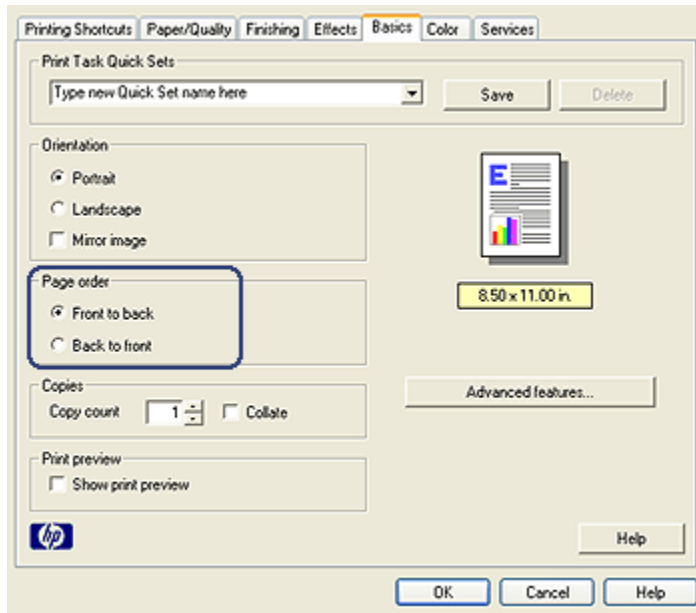 Printing Shortcuts Paper/Quality Finishing Effects Basics Color Services
Print Task Quick Sets
Type new Quick Set name here Save Delete
Orientation
Portrait
Landscape
Mirror image
E
8.50 x 11.00 in.
Page order
Front to back
Back to front
Advanced features...
Copies
Copy count 1 Collate
Print preview
Show print preview
hp Help
OK Cancel Help